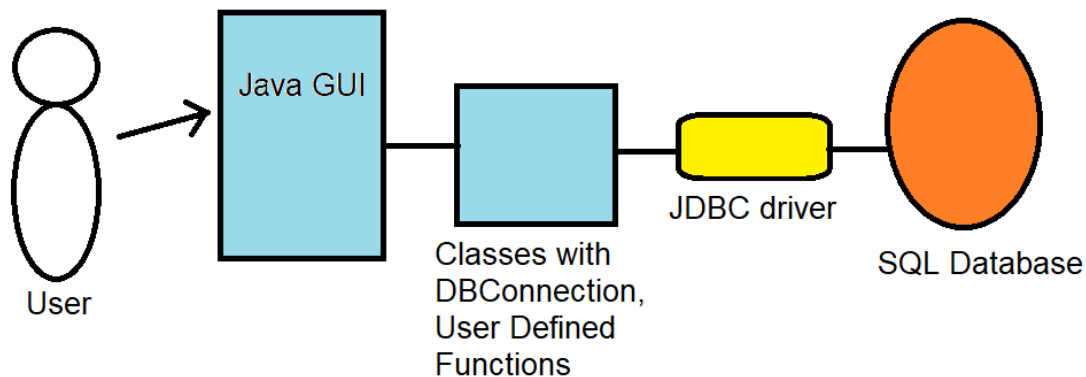 Java GUI
User
Classes with
DBConnection,
User Defined
Functions
JDBC driver
SQL Database